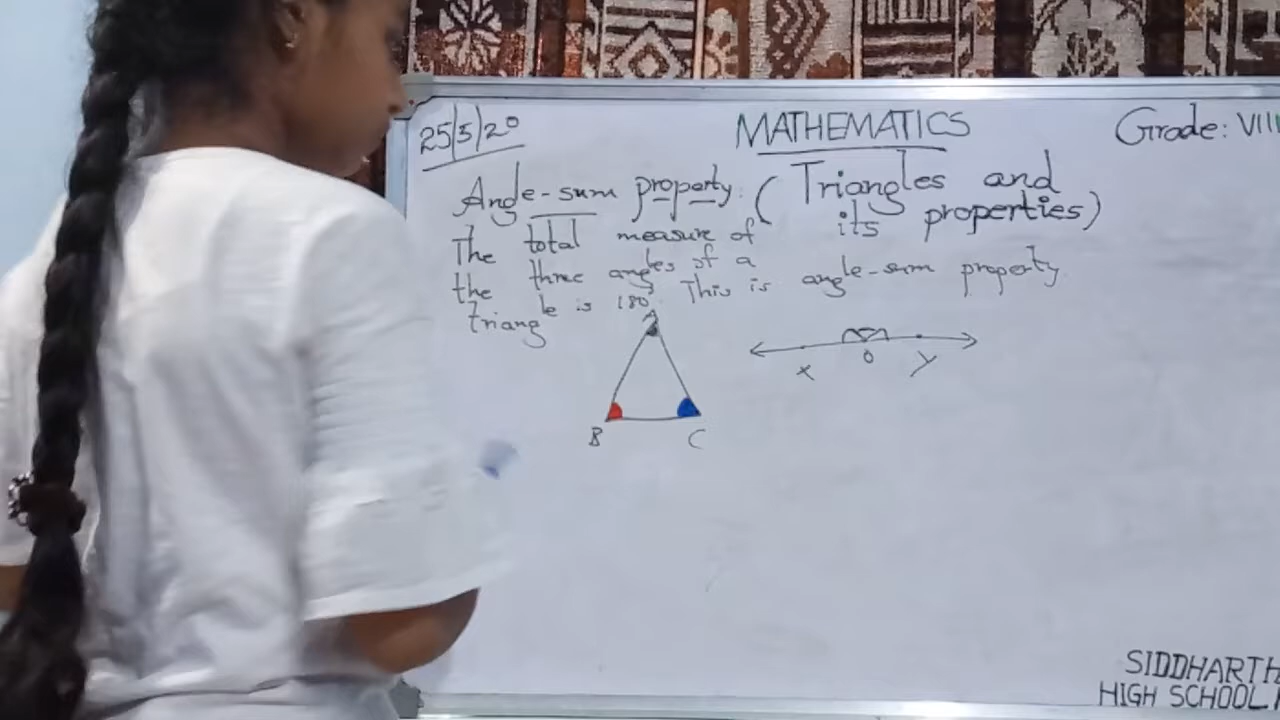 25/5/20
MATHEMATICS
Grade: VIII
Angle-sum property. (Triangles and
its properties)
The total measure of
the three angles of a
triangle is 180°. This is angle-sum property
A
B C
x O y
SIDDHARTH
HIGH SCHOOL